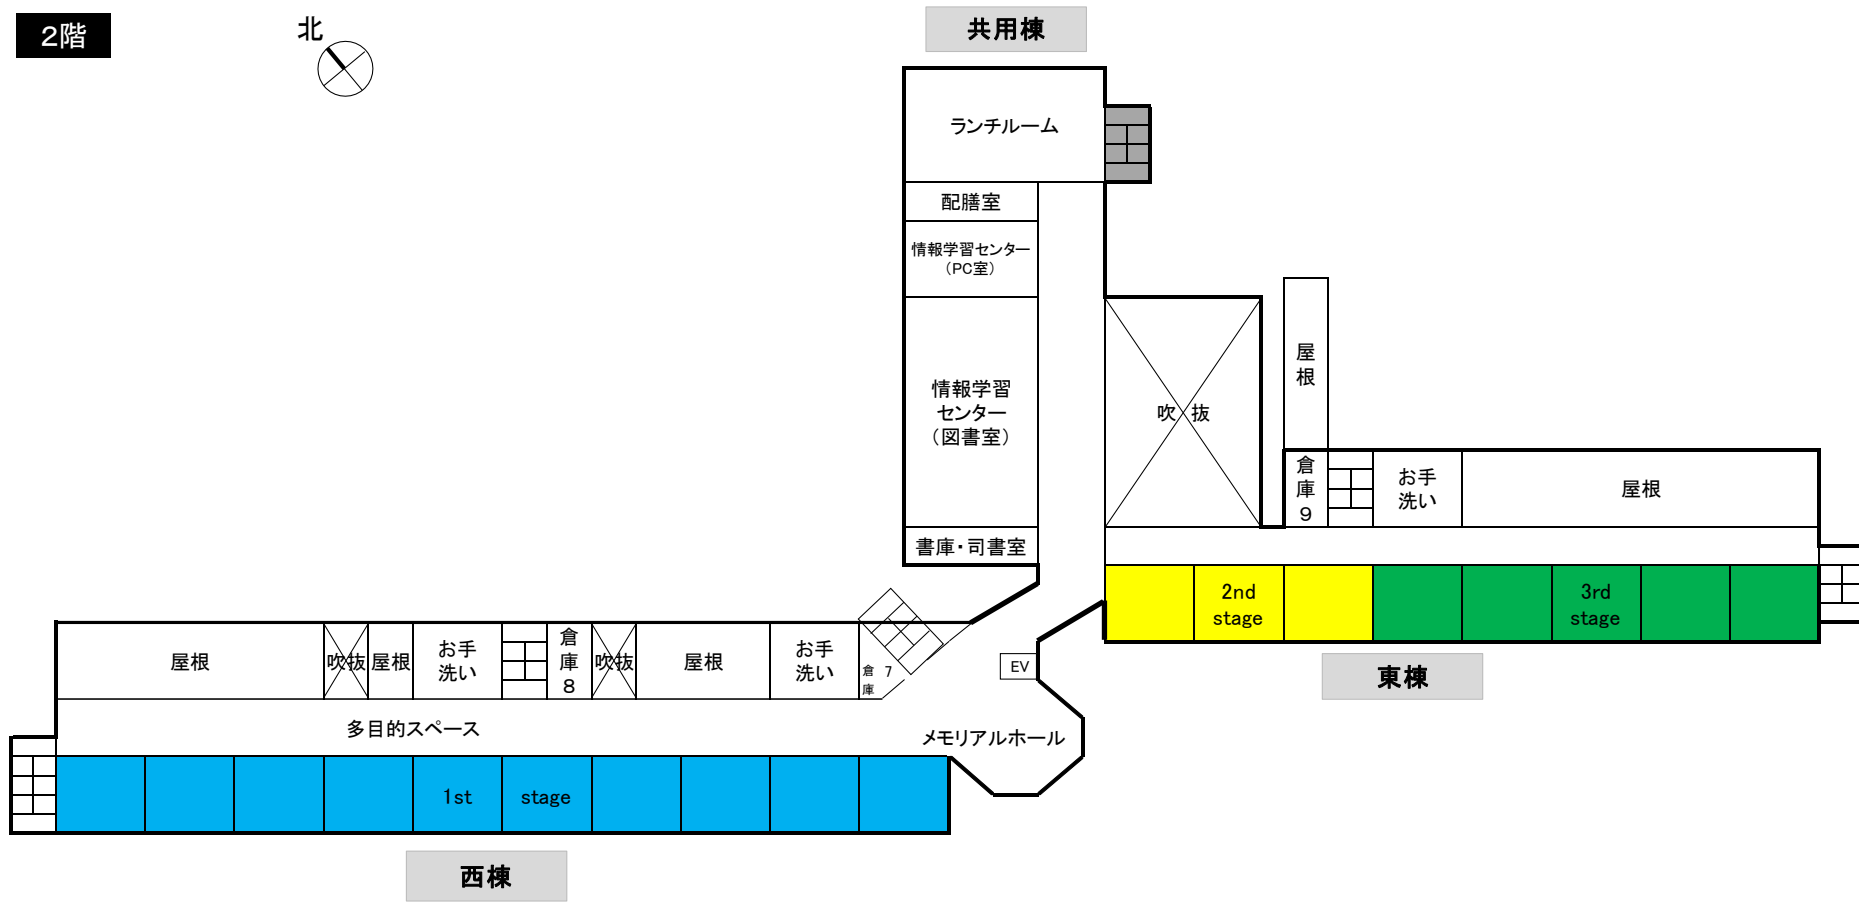 2階
北
共用棟
ランチルーム
配膳室
情報学習センター
（PC室）
情報学習
センター
（図書室）
書庫・司書室
吹抜
屋根
倉庫9
お手
洗い
屋根
2nd
stage
3rd
stage
東棟
屋根
吹抜
屋根
お手
洗い
倉庫8
吹抜
屋根
お手
洗い
倉庫7
EV
多目的スペース
メモリアルホール
1st
stage
西棟